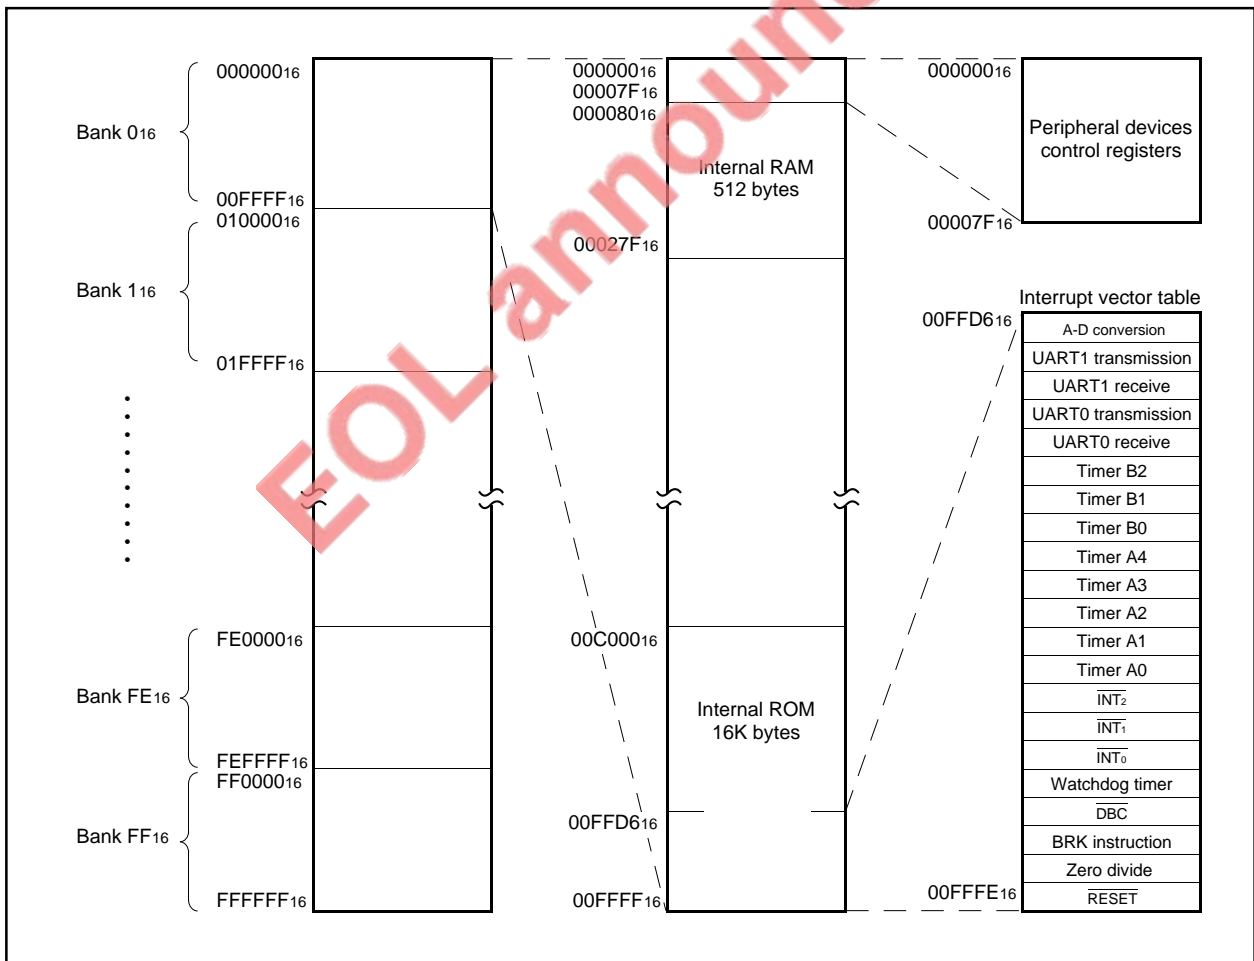 000000₁₆
Bank 0₁₆
00FFFF₁₆
010000₁₆
Bank 1₁₆
01FFFF₁₆
FE0000₁₆
Bank FE₁₆
FEFFFF₁₆
FF0000₁₆
Bank FF₁₆
FFFFFF₁₆
000000₁₆
00007F₁₆
000080₁₆
Internal RAM
512 bytes
00027F₁₆
00C000₁₆
Internal ROM
16K bytes
00FFD6₁₆
00FFFF₁₆
000000₁₆
Peripheral devices
control registers
00007F₁₆
Interrupt vector table
00FFD6₁₆
A-D conversion
UART1 transmission
UART1 receive
UART0 transmission
UART0 receive
Timer B2
Timer B1
Timer B0
Timer A4
Timer A3
Timer A2
Timer A1
Timer A0
INT₂
INT₁
INT₀
Watchdog timer
DBC
BRK instruction
Zero divide
00FFFE₁₆
RESET
EOL announ